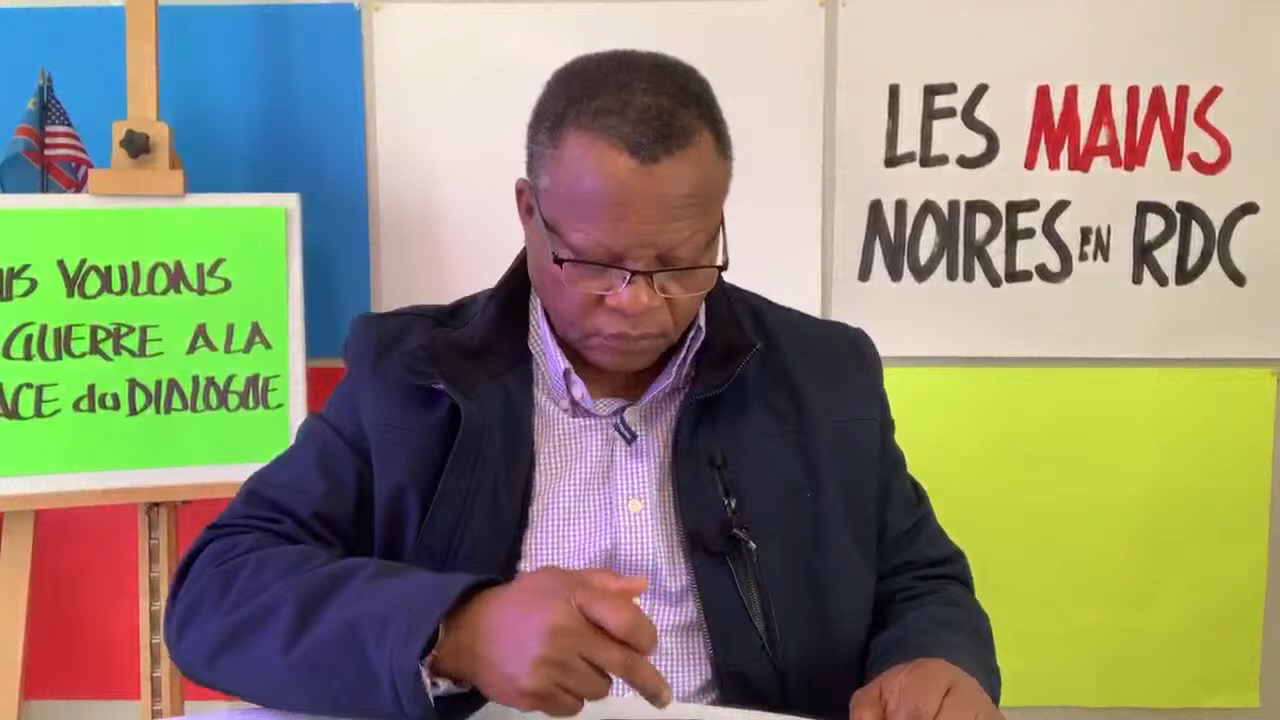 VOULONS
GUERRE A LA
du DIALOGUE
LES MAINS
NOIRES EN RDC